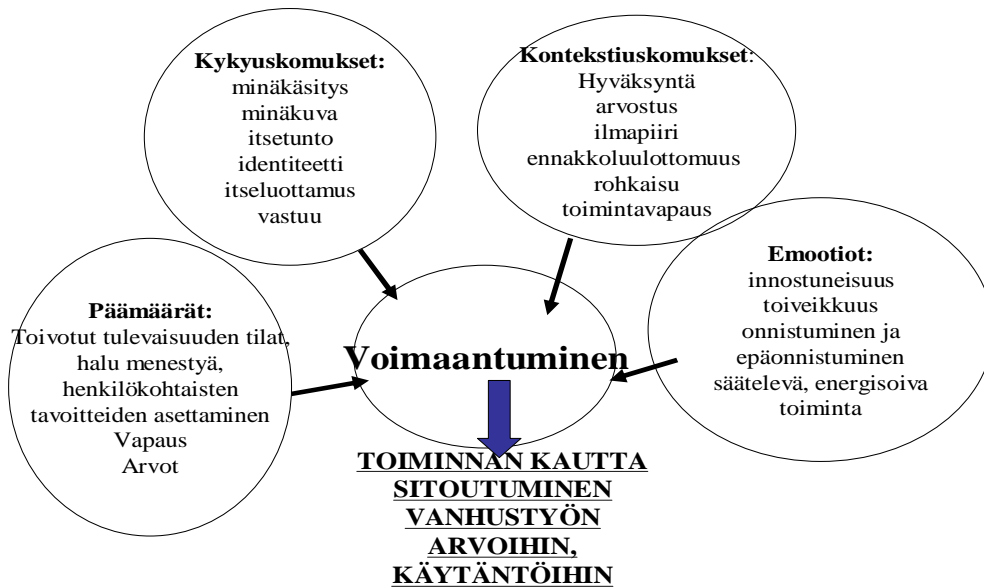 Kykyuskomukset:
minäkäsitys
minäkuva
itsetunto
identiteetti
itseluottamus
vastuu
Kontekstiuskomukset:
Hyväksyntä
arvostus
ilmapiiri
ennakkoluulottomuus
rohkaisu
toimintavapaus
Päämäärät:
Toivotut tulevaisuuden tilat,
halu menestyä,
henkilökohtaisten
tavoitteiden asettaminen
Vapaus
Arvot
Emootiot:
innostuneisuus
toiveikkuus
onnistuminen ja
epäonnistuminen
säätelevä, energisoiva
toiminta
Voimaantuminen
TOIMINNAN KAUTTA
SITOUTUMINEN
VANHUSTYÖN
ARVOIHIN,
KÄYTÄNTÖIHIN